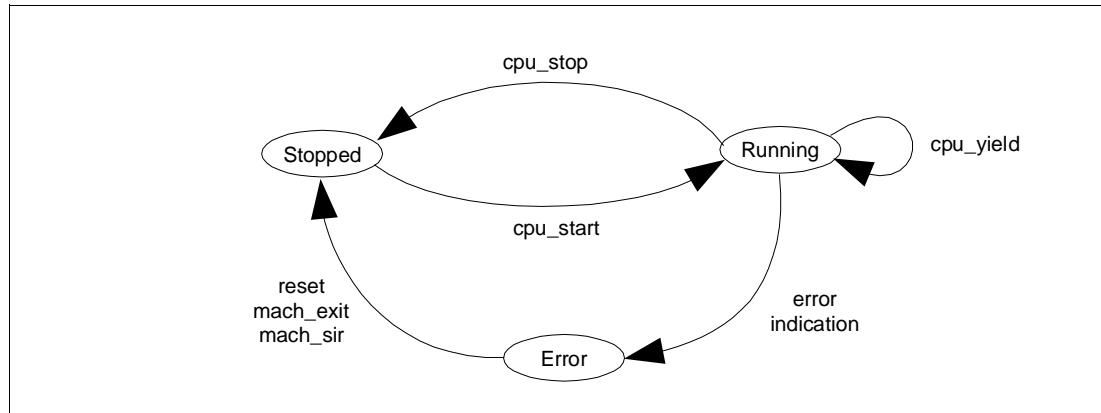 cpu_stop
Stopped
Running
cpu_yield
cpu_start
reset
mach_exit
mach_sir
error
indication
Error